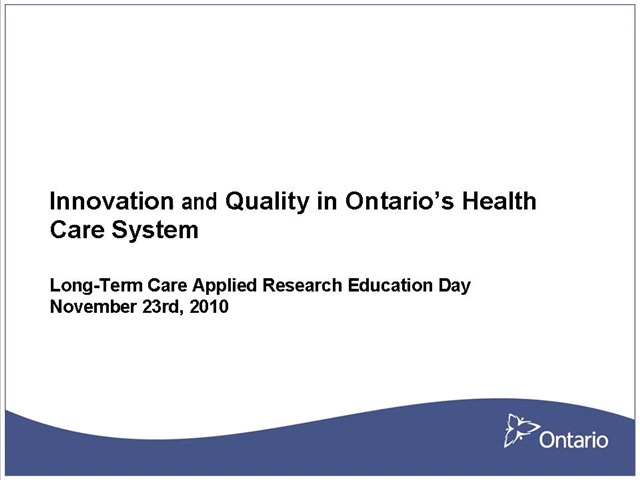 Innovation and Quality in Ontario's Health
Care System
Long-Term Care Applied Research Education Day
November 23rd, 2010
Ontario